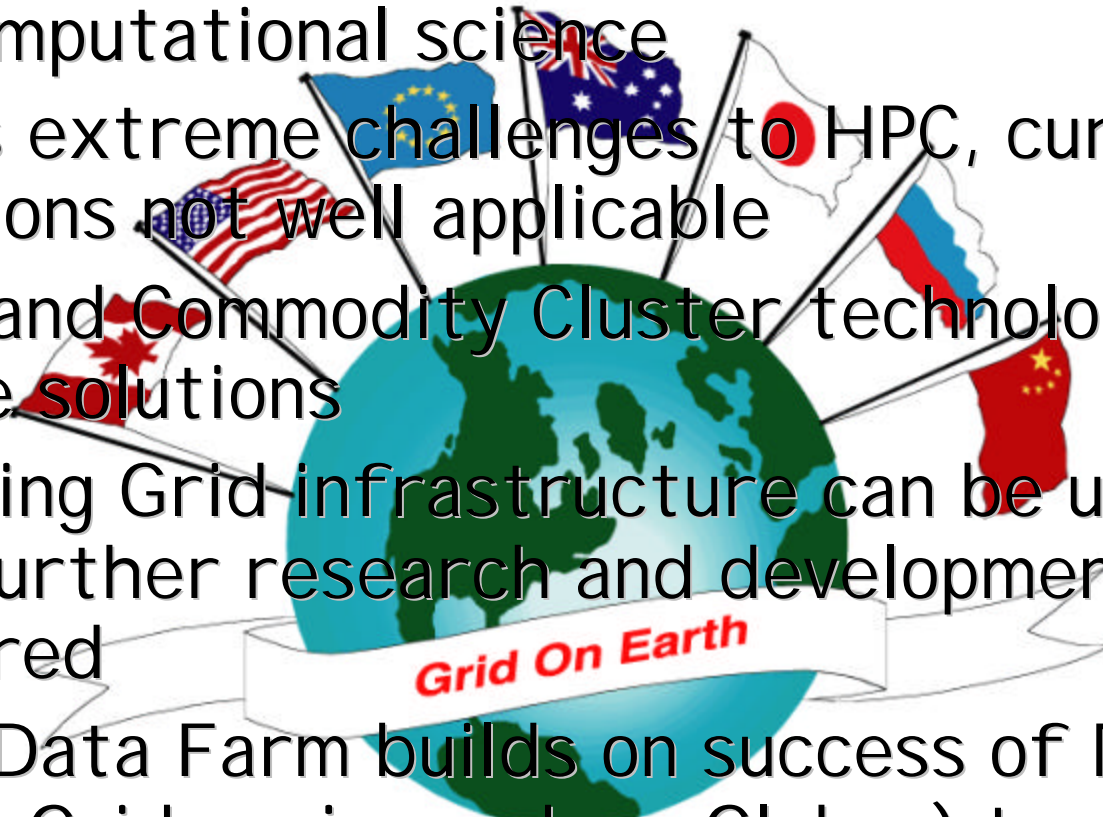 mputational science
extreme challenges to HPC, cur
ons not well applicable
and Commodity Cluster technolo
e solutions
ing Grid infrastructure can be u
urther research and developmen
red
Grid On Earth
Data Farm builds on success of